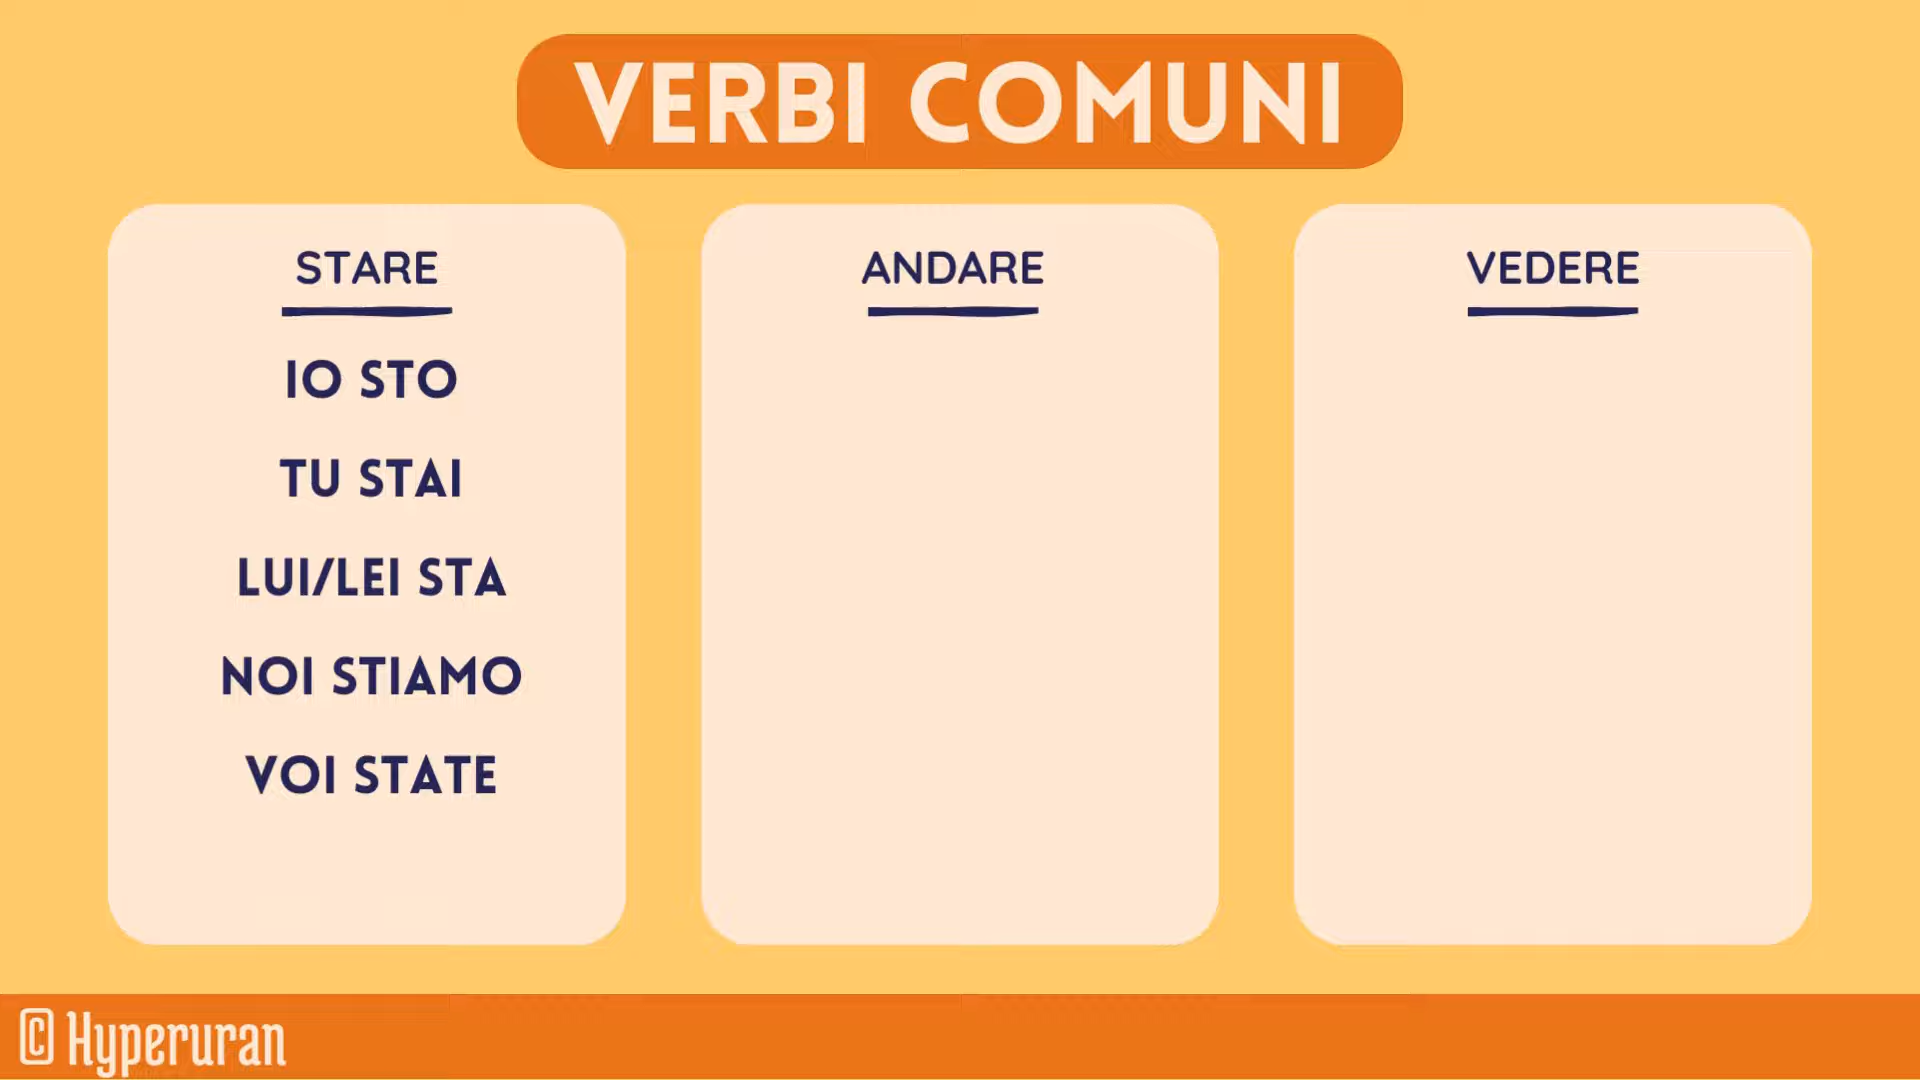 VERBI COMUNI
STARE
IO STO
TU STAI
LUI/LEI STA
NOI STIAMO
VOI STATE
ANDARE
VEDERE
© Hyperuran